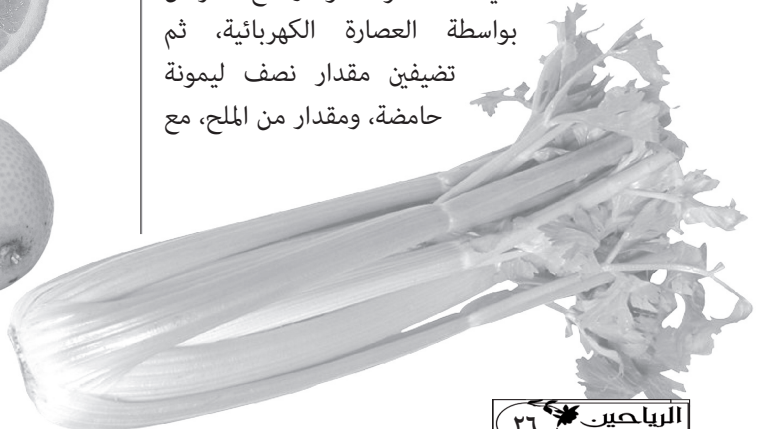 بواسطة العصارة الكهربائية، ثم
تضيفين مقدار نصف ليمونة
حامضة، ومقدار من الملح، مع
الرياحين
٢٦